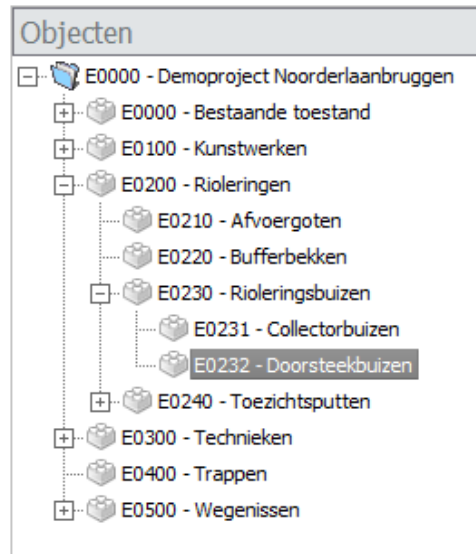 Objecten
E0000 - Demoproject Noorderlaanbruggen
E0000 - Bestaande toestand
E0100 - Kunstwerken
E0200 - Rioleringen
E0210 - Afvoergoten
E0220 - Bufferbekken
E0230 - Rioleringsbuizen
E0231 - Collectorbuizen
E0232 - Doorsteekbuizen
E0240 - Toezichtsputten
E0300 - Technieken
E0400 - Trappen
E0500 - Wegenissen